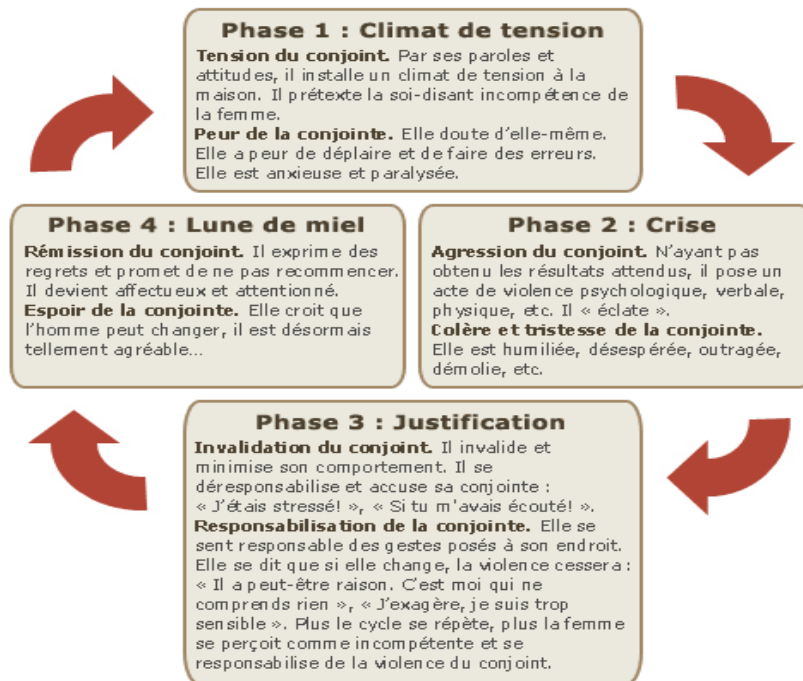 Phase 1 : Climat de tension
Tension du conjoint. Par ses paroles et
attitudes, il installe un climat de tension à la
maison. Il prétexte la soi-disant incompétence de
la femme.
Peur de la conjointe. Elle doute d'elle-même.
Elle a peur de déplaire et de faire des erreurs.
Elle est anxieuse et paralysée.
Phase 2 : Crise
Agression du conjoint. N'ayant pas
obtenu les résultats attendus, il pose un
acte de violence psychologique, verbale,
physique, etc. Il « éclate ».
Colère et tristesse de la conjointe.
Elle est humiliée, désespérée, outragée,
démolie, etc.
Phase 3 : Justification
Invalidation du conjoint. Il invalide et
minimise son comportement. Il se
déresponsabilise et accuse sa conjointe :
« J'étais stressé! », « Si tu m'avais écouté! ».
Responsabilisation de la conjointe. Elle se
sent responsable des gestes posés à son endroit.
Elle se dit que si elle change, la violence cessera :
« Il a peut-être raison. C'est moi qui ne
comprends rien », « J'exagère, je suis trop
sensible ». Plus le cycle se répète, plus la femme
se perçoit comme incompétente et se
responsabilise de la violence du conjoint.
Phase 4 : Lune de miel
Rémission du conjoint. Il exprime des
regrets et promet de ne pas recommencer.
Il devient affectueux et attentionné.
Espoir de la conjointe. Elle croit que
l'homme peut changer, il est désormais
tellement agréable...